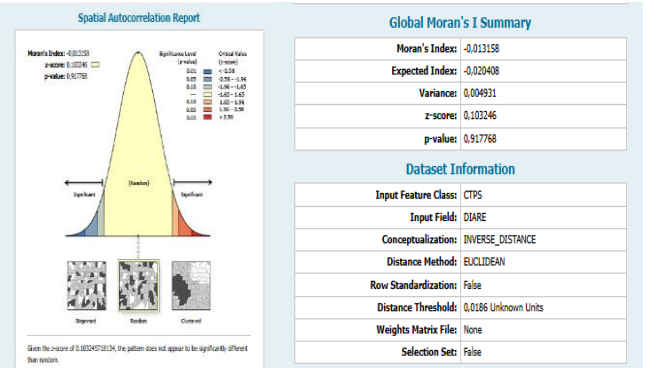 Spatial Autocorrelation Report
Moran's Index: -0,013158
z-score: 0,103246
p-value: 0,917768
Significance Level
(p-value)
Critical Value
(z-score)
0.01 < -2.58
0.05 -2.58 - -1.96
0.10 -1.96 - -1.65
--- -1.65 - 1.65
0.10 1.65 - 1.96
0.05 1.96 - 2.58
0.01 > 2.58
(Random)
Significant
Significant
Dispersed
Random
Clustered
Given the z-score of 0.103245718134, the pattern does not appear to be significantly different
than random.
Global Moran's I Summary
Moran's Index: -0,013158
Expected Index: -0,020408
Variance: 0,004931
z-score: 0,103246
p-value: 0,917768
Dataset Information
Input Feature Class: CTPS
Input Field: DIARE
Conceptualization: INVERSE_DISTANCE
Distance Method: EUCLIDEAN
Row Standardization: False
Distance Threshold: 0,0186 Unknown Units
Weights Matrix File: None
Selection Set: False